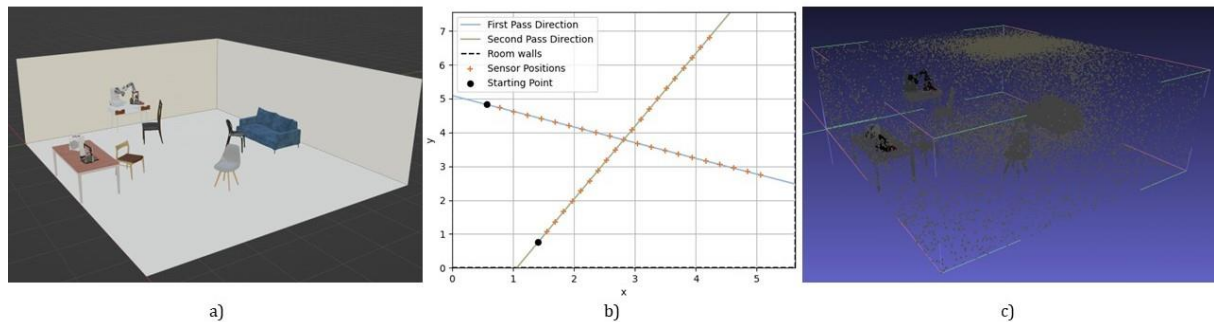 First Pass Direction
Second Pass Direction
Room walls
Sensor Positions
Starting Point
7
6
5
4
3
2
1
0
y
0 1 2 3 4 5
x
a) b) c)